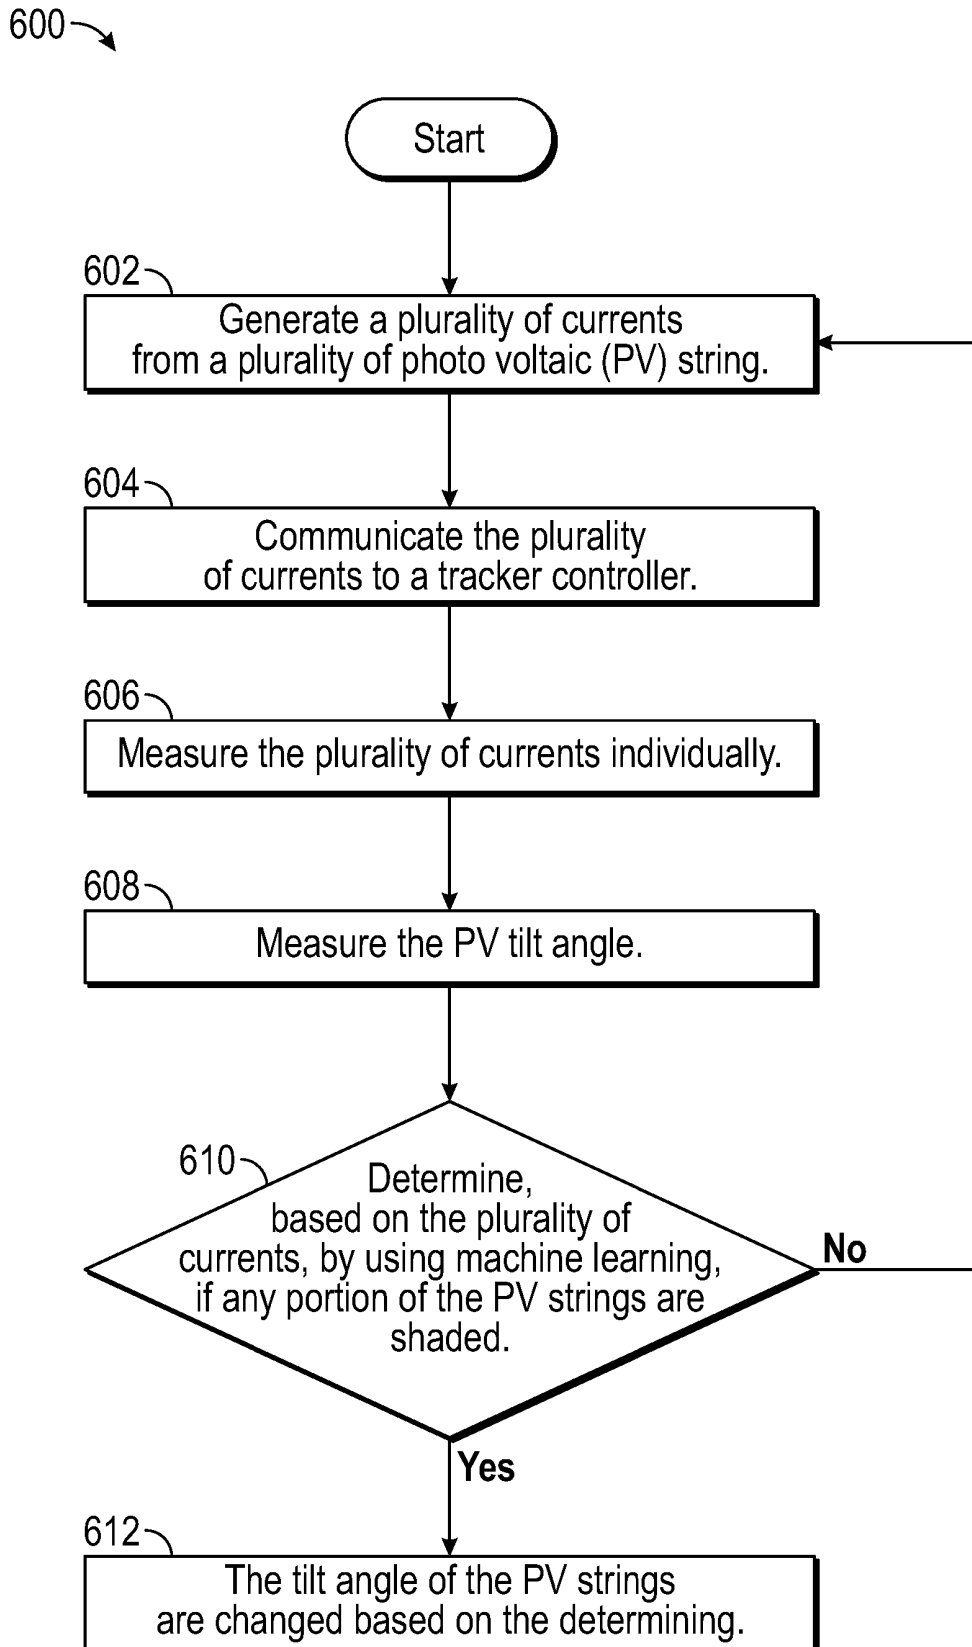 600
Start
602
Generate a plurality of currents
from a plurality of photo voltaic (PV) string.
604
Communicate the plurality
of currents to a tracker controller.
606
Measure the plurality of currents individually.
608
Measure the PV tilt angle.
610
Determine,
based on the plurality of
currents, by using machine learning,
if any portion of the PV strings are
shaded.
No
Yes
612
The tilt angle of the PV strings
are changed based on the determining.